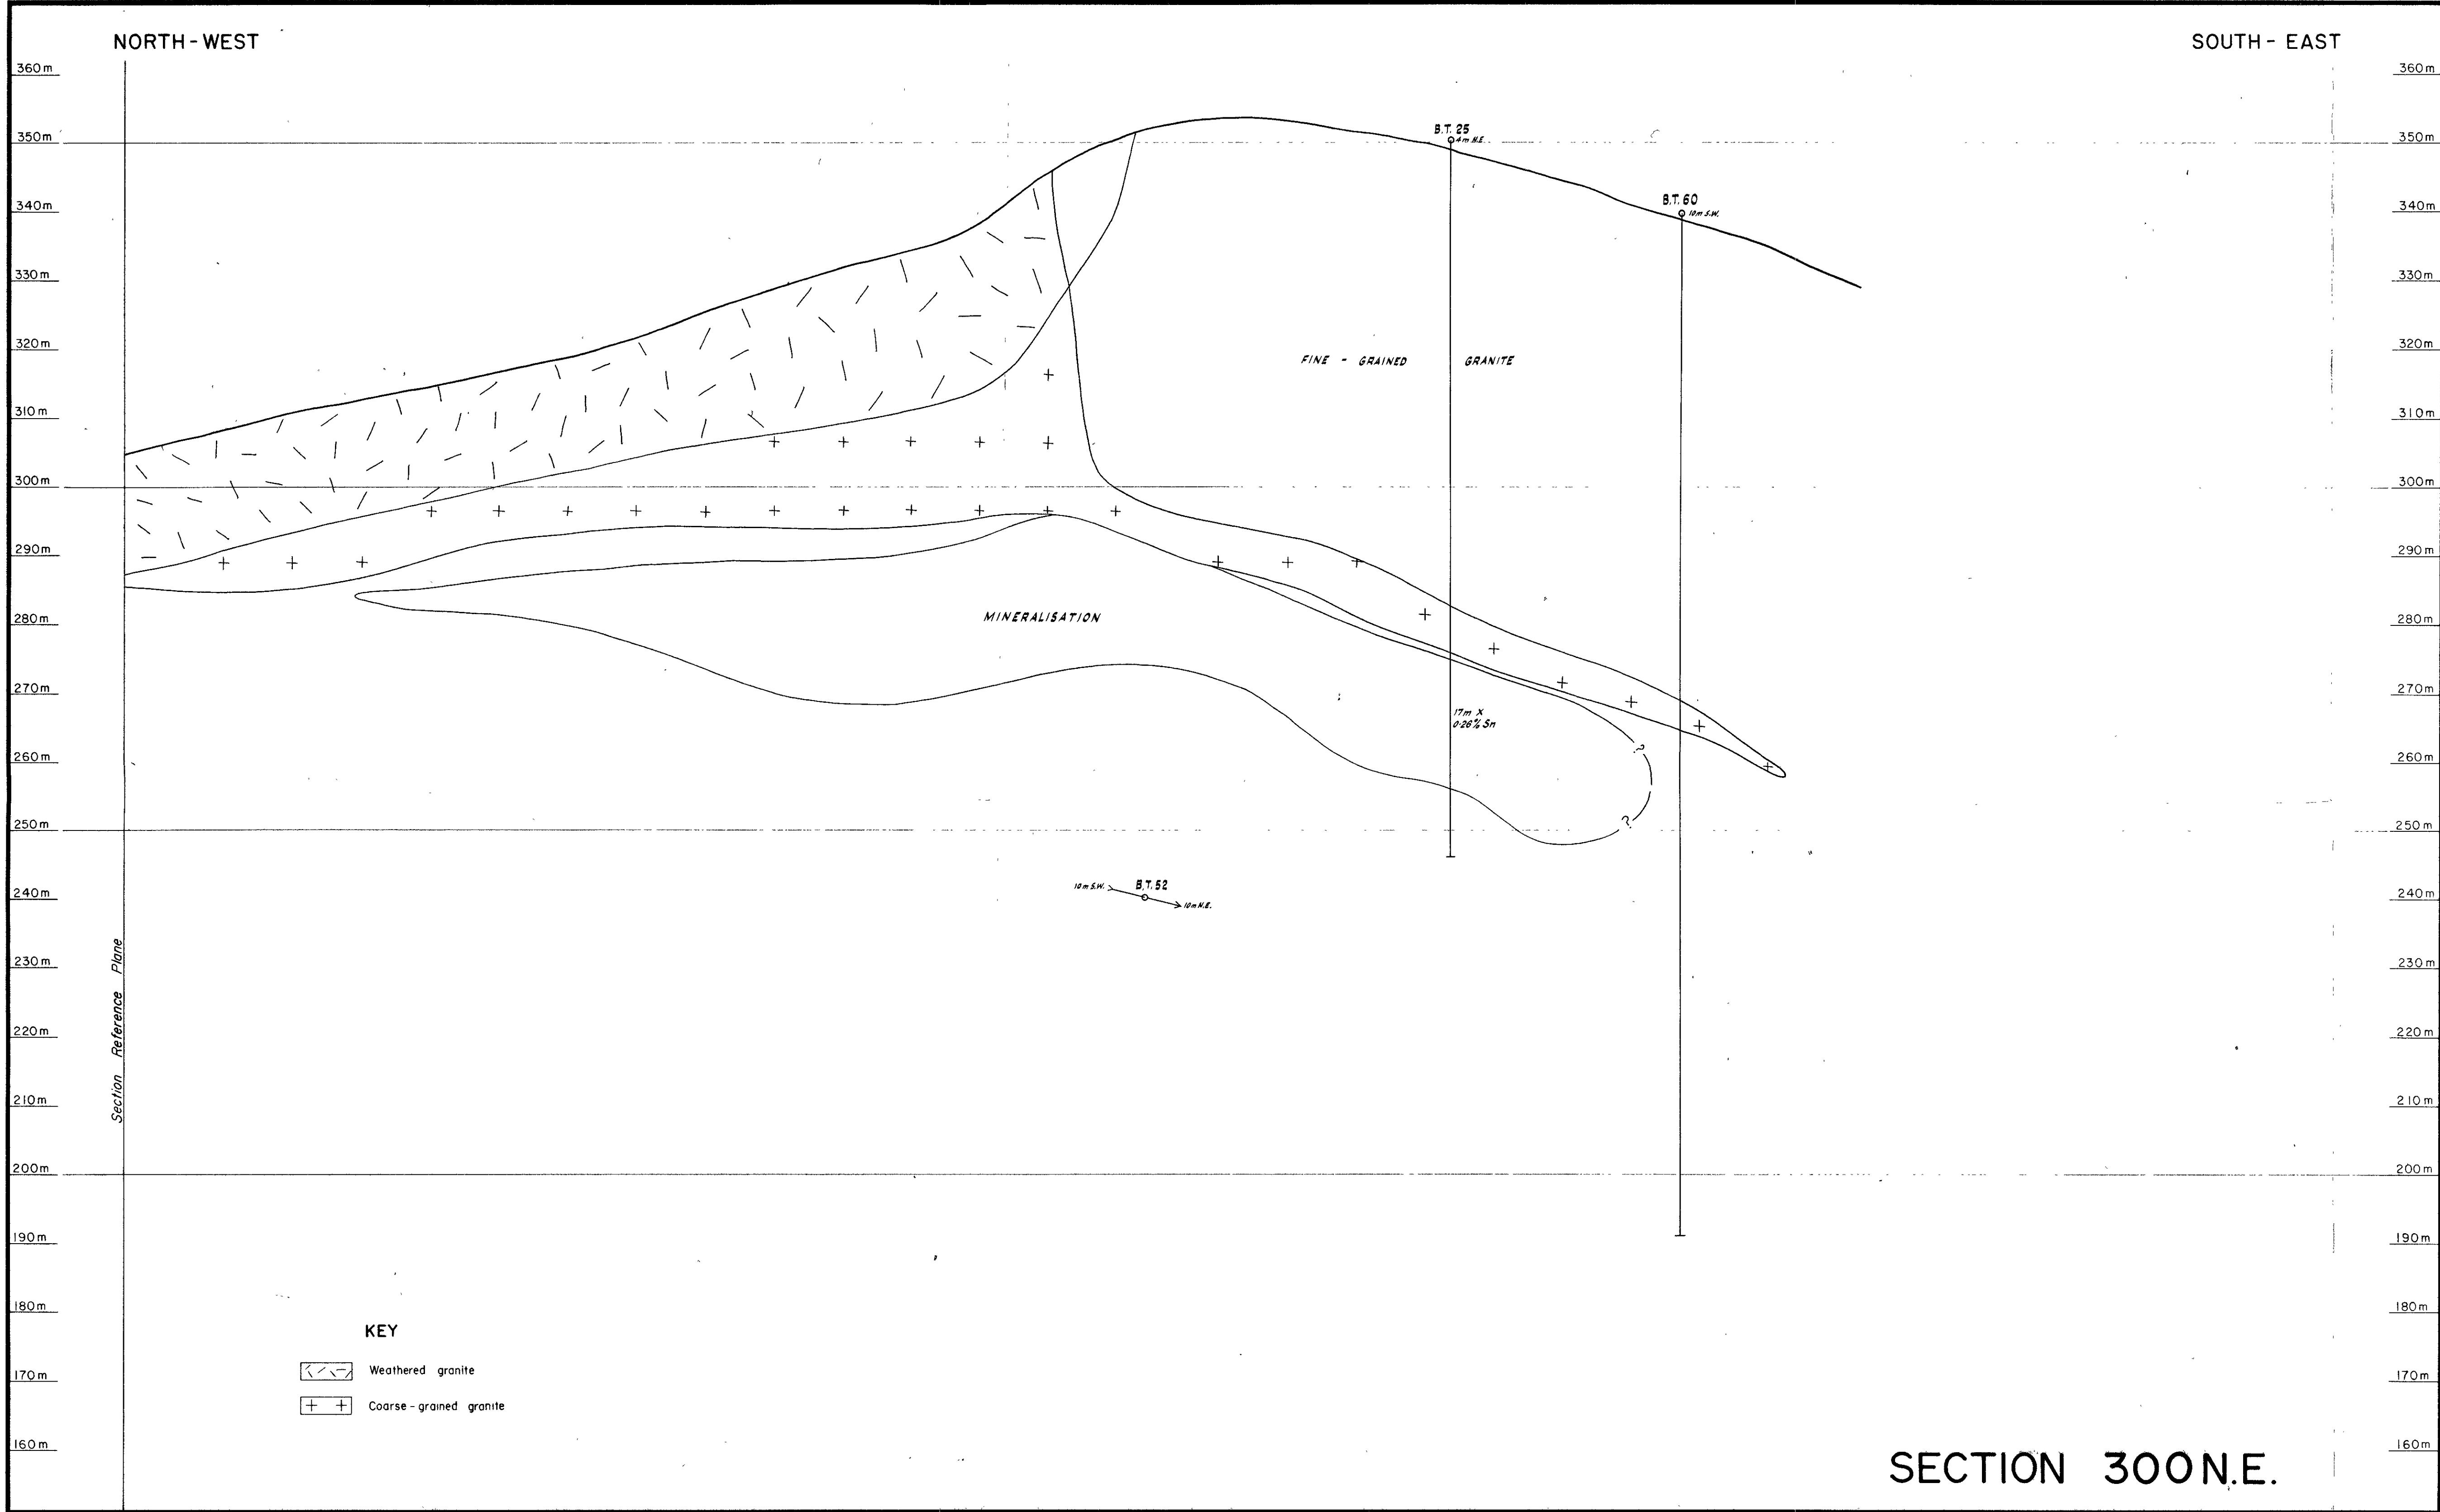 NORTH-WEST
SOUTH-EAST
360m
360m
350m
350m
B.T. 25
4m N.E.
340m
340m
B.T. 60
10m S.W.
330m
330m
320m
320m
FINE - GRAINED GRANITE
310m
310m
300m
300m
290m
290m
280m
280m
MINERALISATION
270m
270m
17m X
0·26% Sn
?
260m
260m
250m
250m
?
240m
240m
10m S.W.
B.T. 52
10m N.E.
230m
230m
Section Reference Plane
220m
220m
210m
210m
200m
200m
190m
190m
180m
180m
KEY
170m
170m
Weathered granite
Coarse-grained granite
160m
160m
SECTION 300 N.E.